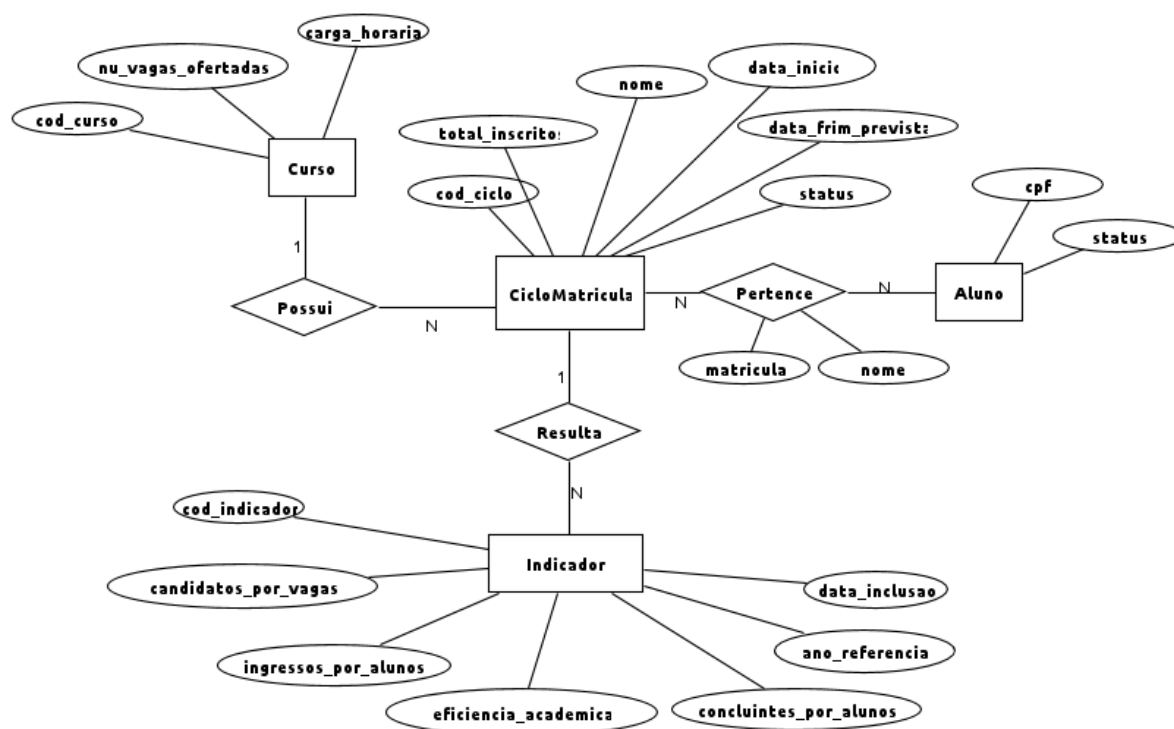 carga_horaria
nu_vagas_ofertadas
cod_curso
Curso
1
Possui
N
nome
data_inicio
total_inscritos
data_frim_prevista
cod_ciclo
status
CicloMatricula
N
Pertence
N
matricula
nome
cpf
status
Aluno
1
Resulta
N
cod_indicador
Indicador
candidatos_por_vagas
data_inclusao
ingressos_por_alunos
ano_referencia
eficiencia_academica
concluintes_por_alunos